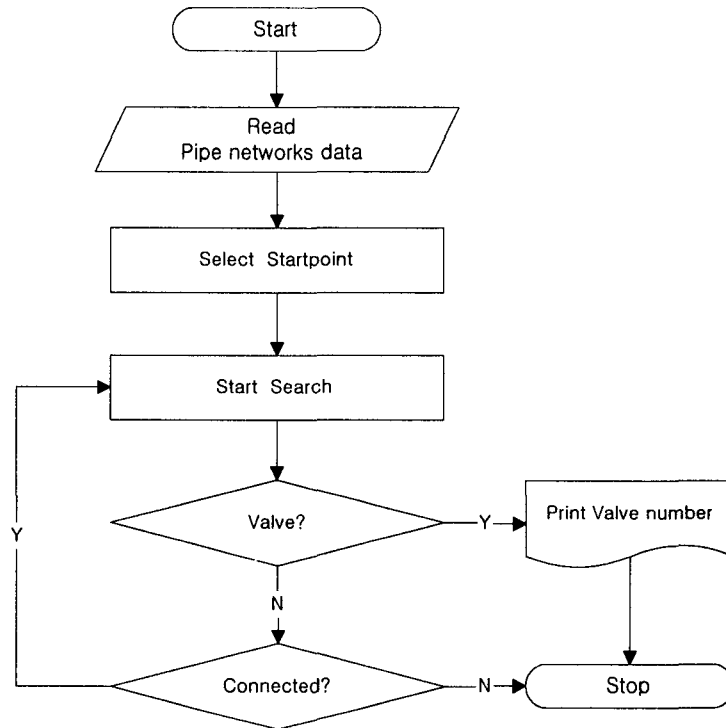 Start
Read
Pipe networks data
Select Startpoint
Start Search
Valve?
Y
Print Valve number
Y
N
Connected?
N
Stop